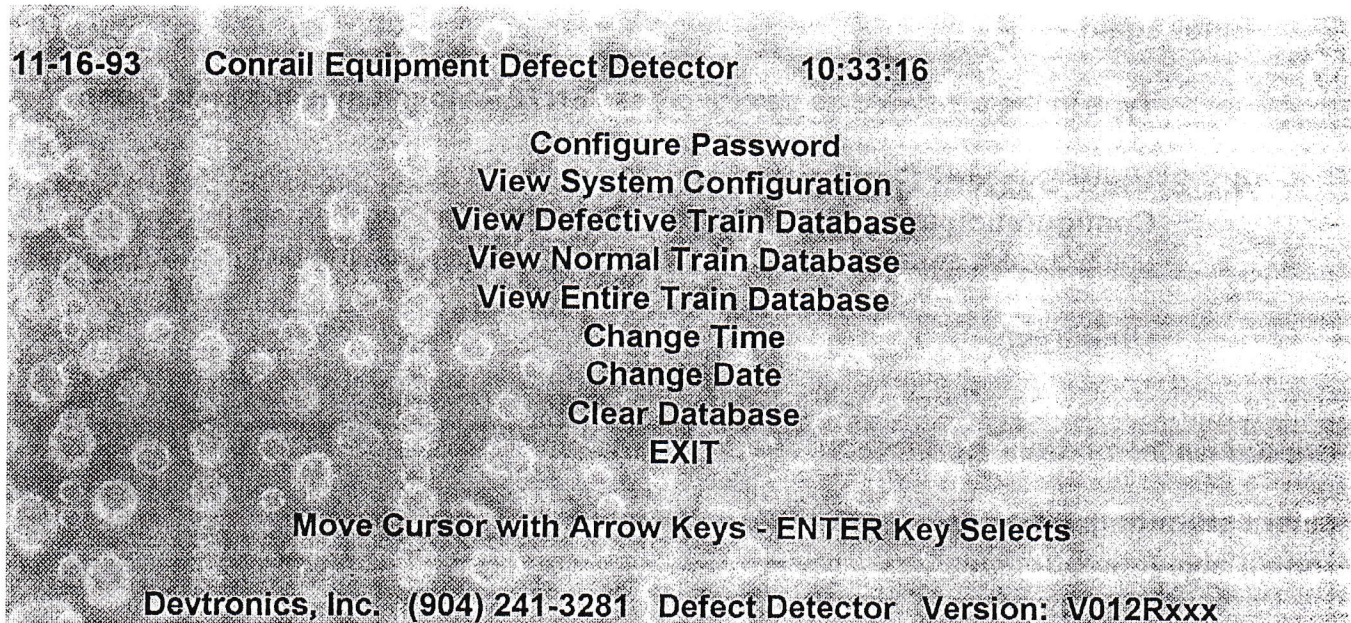 11-16-93 Conrail Equipment Defect Detector 10:33:16
Configure Password
View System Configuration
View Defective Train Database
View Normal Train Database
View Entire Train Database
Change Time
Change Date
Clear Database
EXIT
Move Cursor with Arrow Keys - ENTER Key Selects
Devtronics, Inc. (904) 241-3281 Defect Detector Version: V012Rxxx